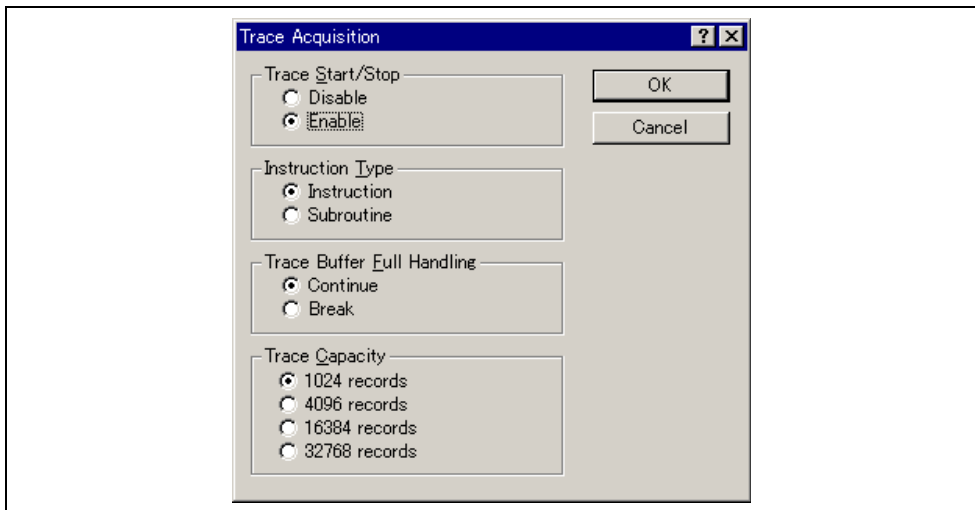 Trace Acquisition
Trace Start/Stop
Disable
Enable
OK
Cancel
Instruction Type
Instruction
Subroutine
Trace Buffer Full Handling
Continue
Break
Trace Capacity
1024 records
4096 records
16384 records
32768 records